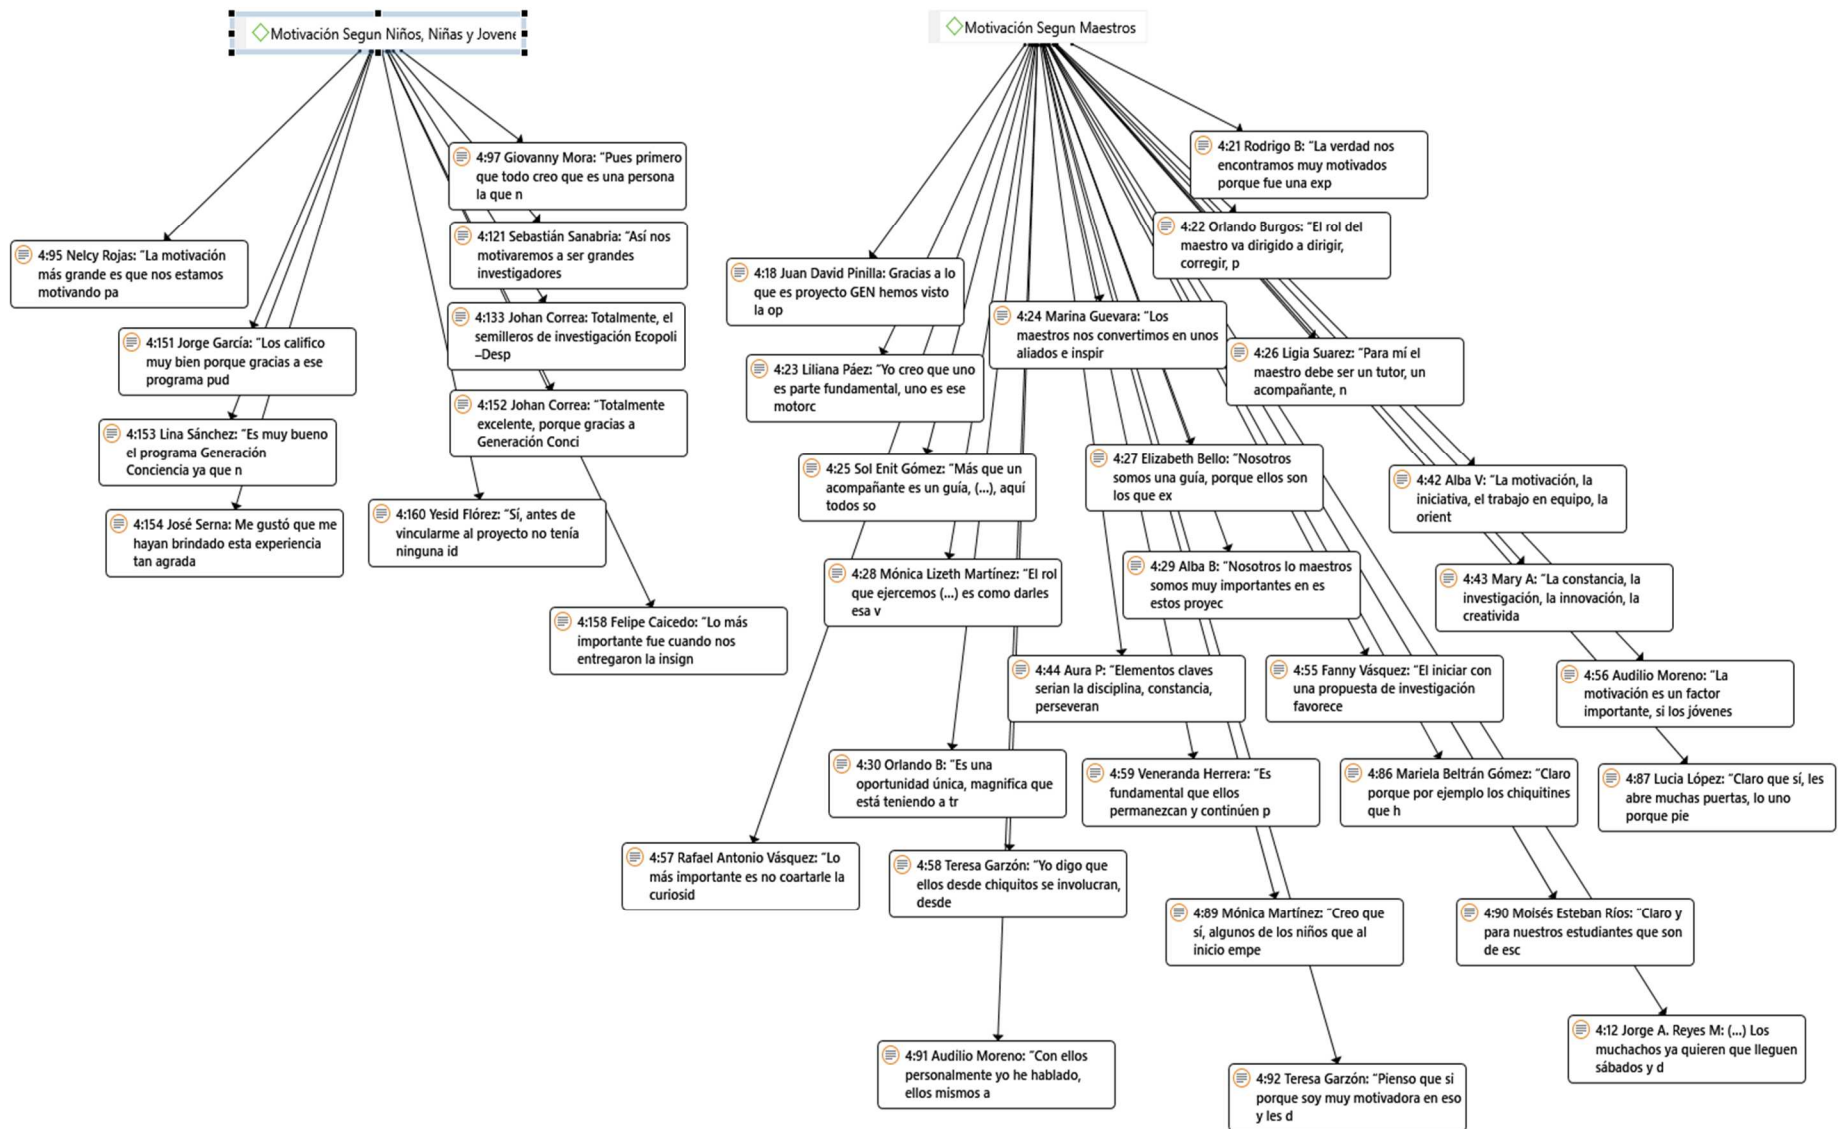 Motivación Segun Niños, Niñas y Jovene
4:97 Giovanny Mora: "Pues primero
que todo creo que es una persona
la que n
4:121 Sebastián Sanabria: "Así nos
motivaremos a ser grandes
investigadores
4:95 Nelcy Rojas: "La motivación
más grande es que nos estamos
motivando pa
4:133 Johan Correa: Totalmente, el
semilleros de investigación Ecopoli
–Desp
4:151 Jorge García: "Los califico
muy bien porque gracias a ese
programa pud
4:152 Johan Correa: "Totalmente
excelente, porque gracias a
Generación Conci
4:153 Lina Sánchez: "Es muy bueno
el programa Generación
Conciencia ya que n
4:160 Yesid Flórez: "Sí, antes de
vincularme al proyecto no tenía
ninguna id
4:154 José Serna: Me gustó que me
hayan brindado esta experiencia
tan agrada
4:158 Felipe Caicedo: "Lo más
importante fue cuando nos
entregaron la insign
Motivación Segun Maestros
4:21 Rodrigo B: "La verdad nos
encontramos muy motivados
porque fue una exp
4:22 Orlando Burgos: "El rol del
maestro va dirigido a dirigir,
corregir, p
4:18 Juan David Pinilla: Gracias a lo
que es proyecto GEN hemos visto
la op
4:24 Marina Guevara: "Los
maestros nos convertimos en unos
aliados e inspir
4:26 Ligia Suarez: "Para mí el
maestro debe ser un tutor, un
acompañante, n
4:23 Liliana Páez: "Yo creo que uno
es parte fundamental, uno es ese
motorc
4:27 Elizabeth Bello: "Nosotros
somos una guía, porque ellos son
los que ex
4:25 Sol Enit Gómez: "Más que un
acompañante es un guía, (...), aquí
todos so
4:42 Alba V: "La motivación, la
iniciativa, el trabajo en equipo, la
orient
4:29 Alba B: "Nosotros lo maestros
somos muy importantes en es
estos proyec
4:28 Mónica Lizeth Martínez: "El rol
que ejercemos (...) es como darles
esa v
4:43 Mary A: "La constancia, la
investigación, la innovación, la
creativida
4:44 Aura P: "Elementos claves
serian la disciplina, constancia,
perseveran
4:55 Fanny Vásquez: "El iniciar con
una propuesta de investigación
favorece
4:56 Audilio Moreno: "La
motivación es un factor
importante, si los jóvenes
4:30 Orlando B: "Es una
oportunidad única, magnifica que
está teniendo a tr
4:59 Veneranda Herrera: "Es
fundamental que ellos
permanezcan y continúen p
4:86 Mariela Beltrán Gómez: "Claro
porque por ejemplo los chiquitines
que h
4:87 Lucia López: "Claro que sí, les
abre muchas puertas, lo uno
porque pie
4:57 Rafael Antonio Vásquez: "Lo
más importante es no coartarle la
curiosid
4:58 Teresa Garzón: "Yo digo que
ellos desde chiquitos se involucran,
desde
4:89 Mónica Martínez: "Creo que
sí, algunos de los niños que al
inicio empe
4:90 Moisés Esteban Ríos: "Claro y
para nuestros estudiantes que son
de esc
4:12 Jorge A. Reyes M: (...) Los
muchachos ya quieren que lleguen
sábados y d
4:91 Audilio Moreno: "Con ellos
personalmente yo he hablado,
ellos mismos a
4:92 Teresa Garzón: "Pienso que si
porque soy muy motivadora en eso
y les d